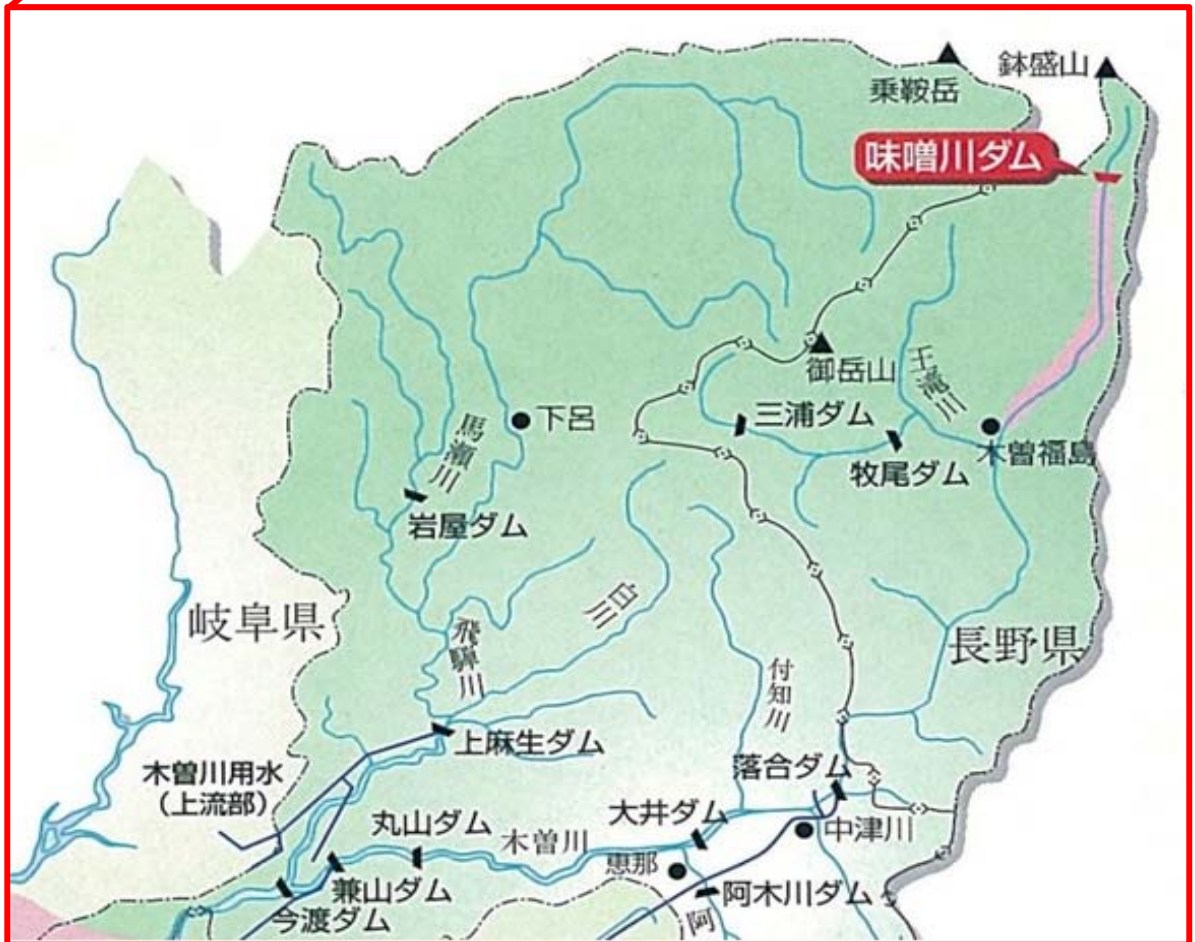 鉢盛山
乗鞍岳
味噌川ダム
御岳山
王滝川
三浦ダム
下呂
馬瀬川
木曽福島
牧尾ダム
岩屋ダム
白川
岐阜県
飛騨川
長野県
付知川
上麻生ダム
落合ダム
木曽川用水
(上流部)
大井ダム
丸山ダム
木曽川
中津川
恵那
兼山ダム
阿木川ダム
今渡ダム
阿